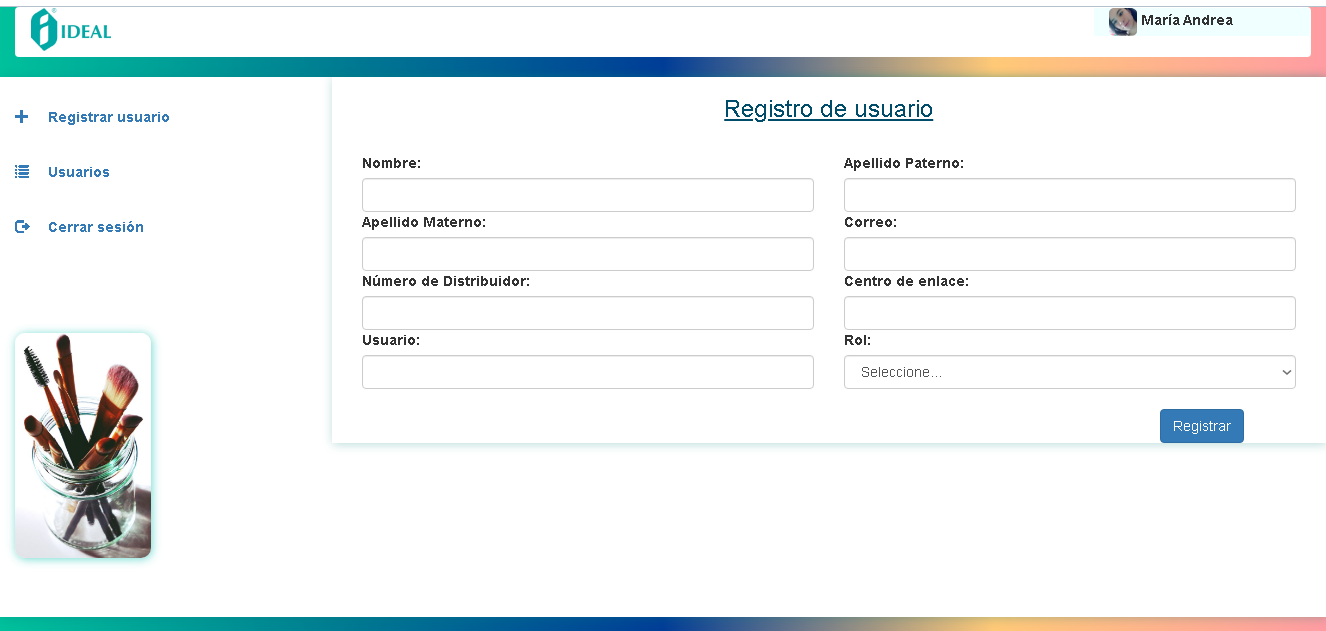 IDEAL
María Andrea
Registrar usuario
Usuarios
Cerrar sesión
Registro de usuario
Nombre:
Apellido Paterno:
Apellido Materno:
Correo:
Número de Distribuidor:
Centro de enlace:
Usuario:
Rol:
Seleccione...
Registrar